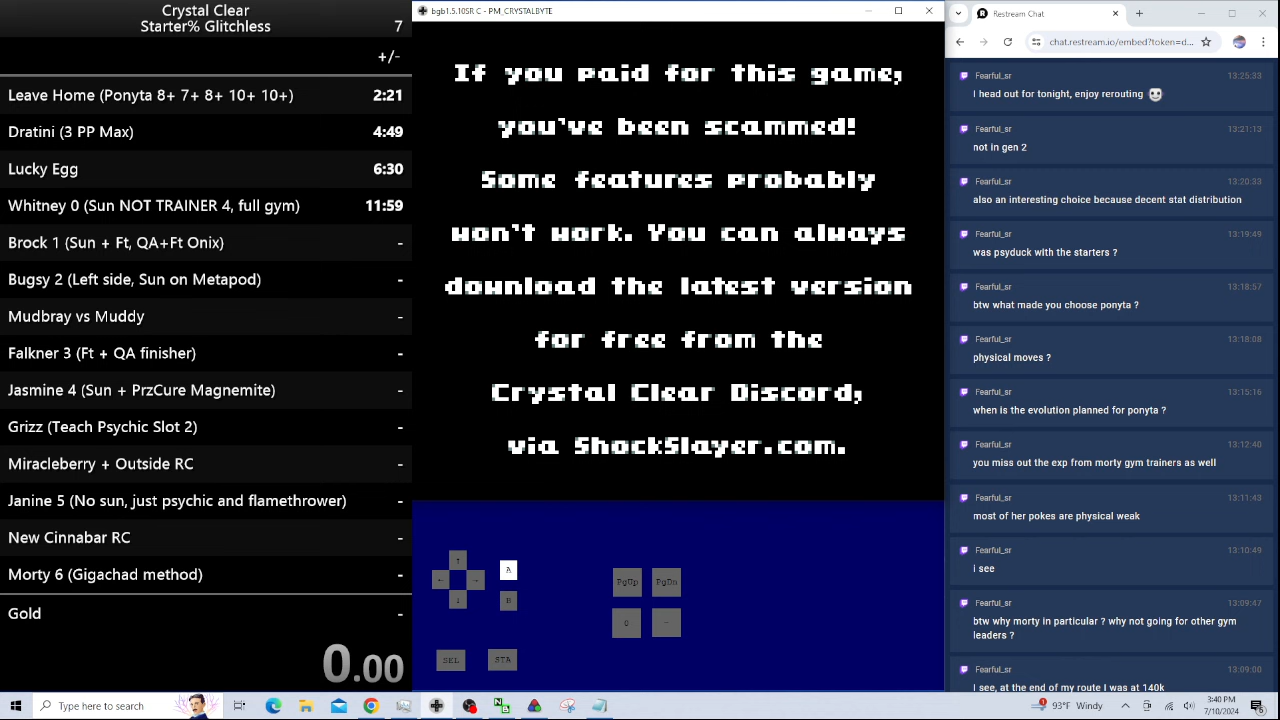 Crystal Clear
Starter% Glitchless
7
+/-
Leave Home (Ponyta 8+ 7+ 8+ 10+ 10+) 2:21
Dratini (3 PP Max) 4:49
Lucky Egg 6:30
Whitney 0 (Sun NOT TRAINER 4, full gym) 11:59
Brock 1 (Sun + Ft, QA+Ft Onix) -
Bugsy 2 (Left side, Sun on Metapod) -
Mudbray vs Muddy -
Falkner 3 (Ft + QA finisher) -
Jasmine 4 (Sun + PrzCure Magnemite) -
Grizz (Teach Psychic Slot 2) -
Miracleberry + Outside RC -
Janine 5 (No sun, just psychic and flamethrower) -
New Cinnabar RC -
Morty 6 (Gigachad method) -
Gold -
0.00
bgb1.5.10SR C - PM_CRYSTALBYTE
If you paid for this game,
you've been scammed!
Some features probably
won't work. You can always
download the latest version
for free from the
Crystal Clear Discord,
via ShockSlayer.com.
↑
← →
↓
A
B
SEL STA
PgUp PgDn
0 -
Restream Chat
chat.restream.io/embed?token=d...
Fearful_sr 13:25:33
I head out for tonight, enjoy rerouting
Fearful_sr 13:21:13
not in gen 2
Fearful_sr 13:20:33
also an interesting choice because decent stat distribution
Fearful_sr 13:19:49
was psyduck with the starters ?
Fearful_sr 13:18:57
btw what made you choose ponyta ?
Fearful_sr 13:18:08
physical moves ?
Fearful_sr 13:15:16
when is the evolution planned for ponyta ?
Fearful_sr 13:12:40
you miss out the exp from morty gym trainers as well
Fearful_sr 13:11:43
most of her pokes are physical weak
Fearful_sr 13:10:49
i see
Fearful_sr 13:09:47
btw why morty in particular ? why not going for other gym
leaders ?
Fearful_sr 13:09:00
I see, at the end of my route I was at 140k
Type here to search
1
93°F Windy
3:40 PM
7/10/2024